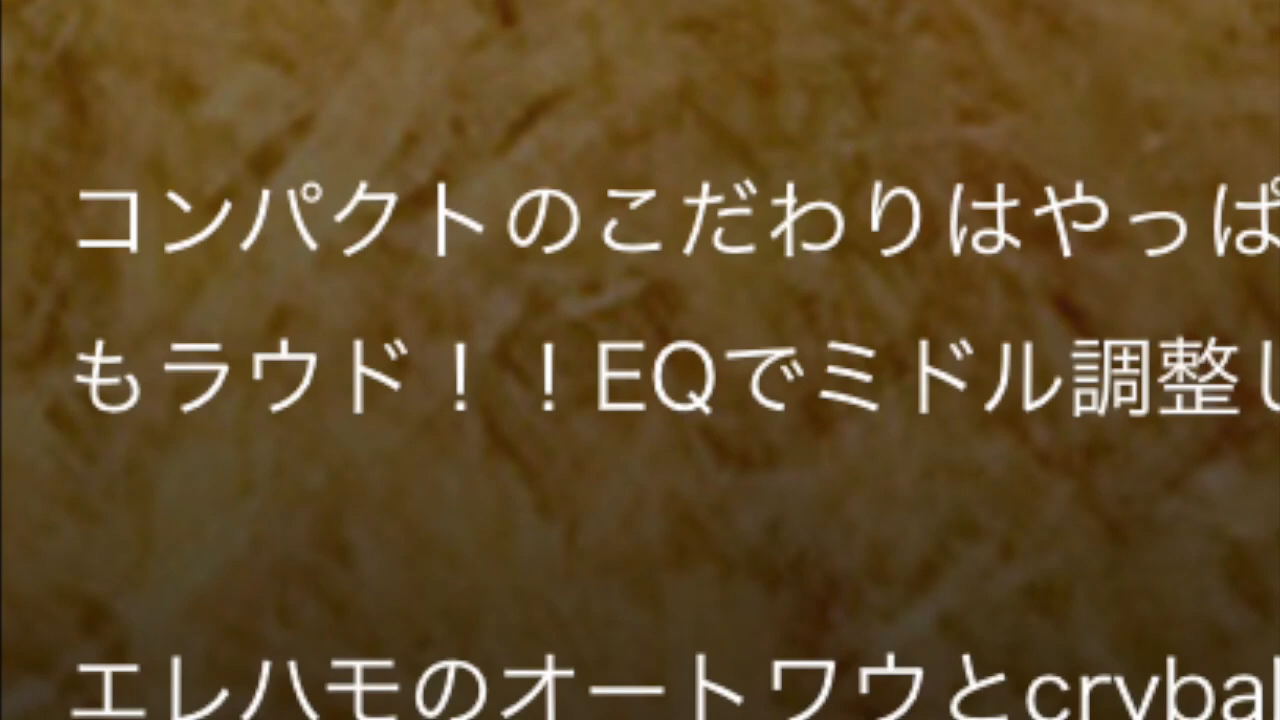 コンパクトのこだわりはやっぱ
もラウド！！EQでミドル調整し
エレハモのオートワウとcryba